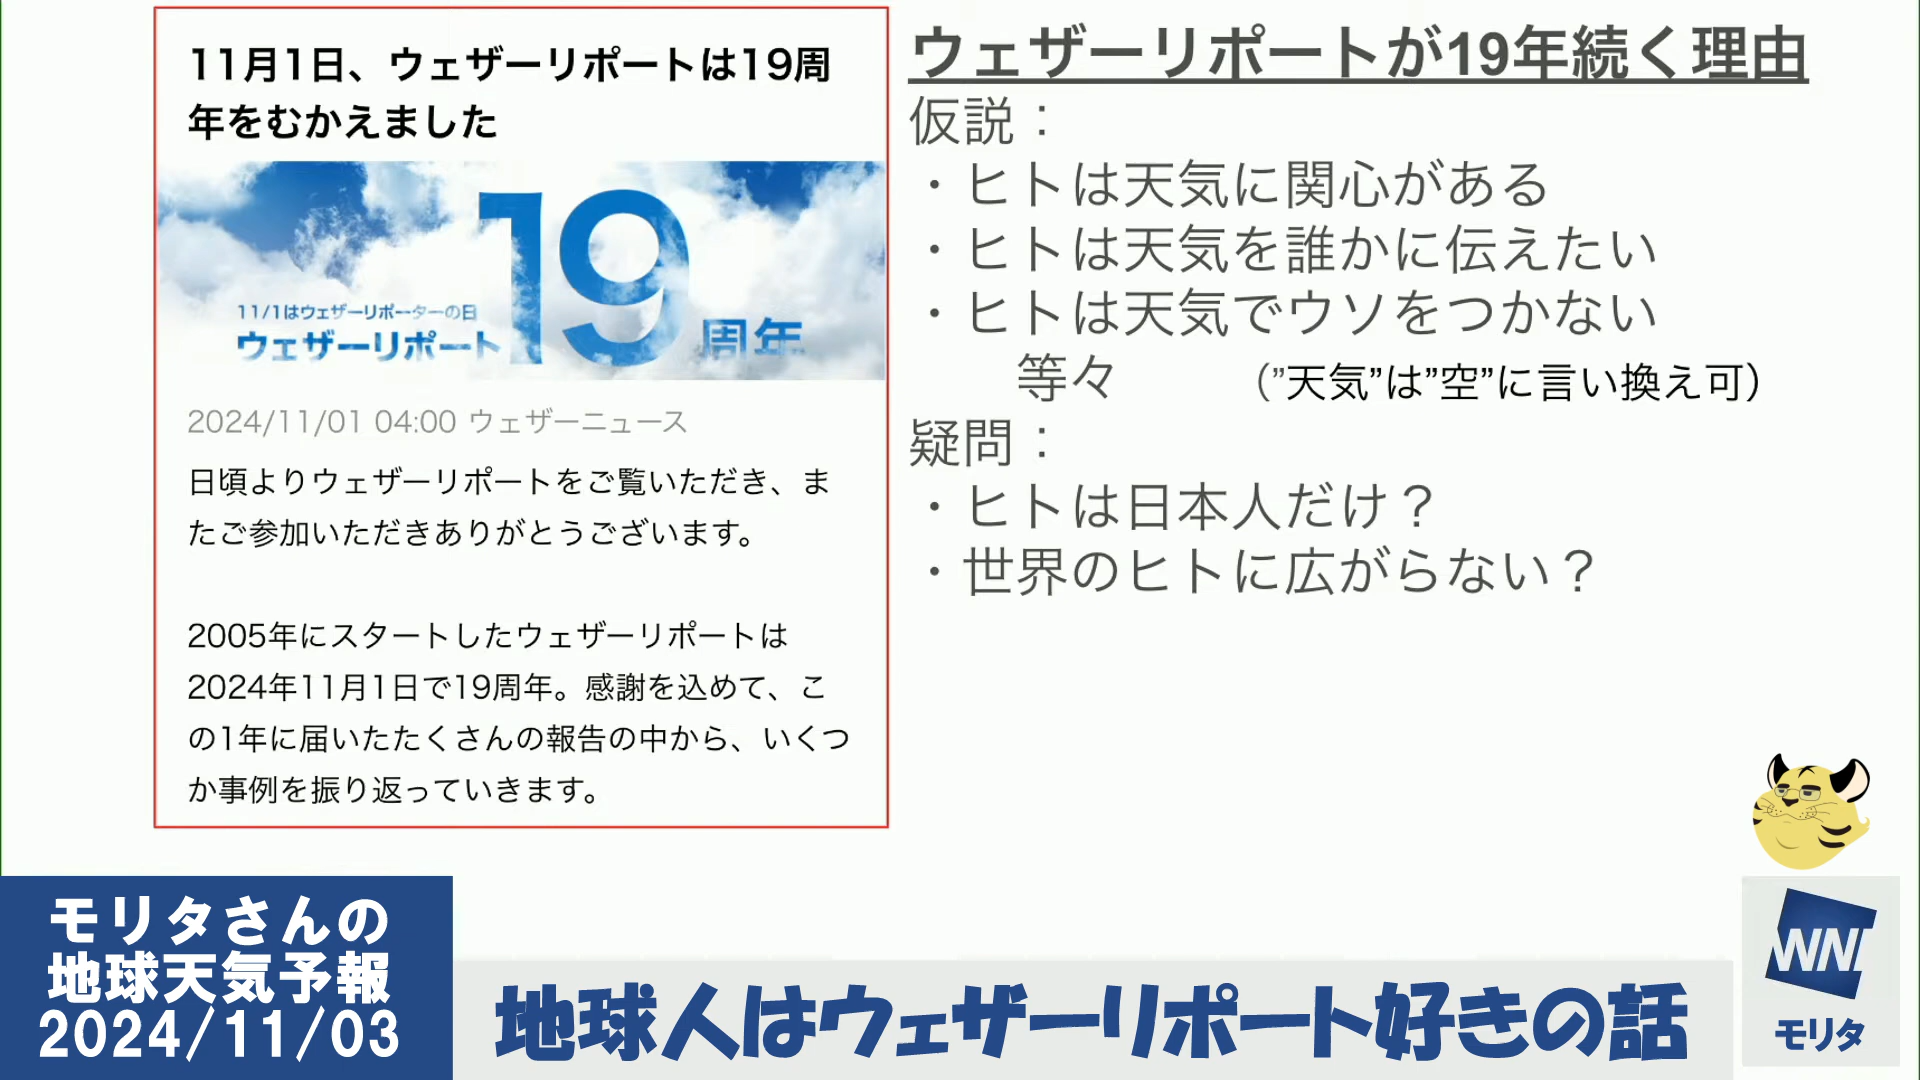 11月1日、ウェザーリポートは19周
年をむかえました
11/1はウェザーリポーターの日
ウェザーリポート19周年
2024/11/01 04:00 ウェザーニュース
日頃よりウェザーリポートをご覧いただき、ま
たご参加いただきありがとうございます。
2005年にスタートしたウェザーリポートは
2024年11月1日で19周年。感謝を込めて、こ
の1年に届いたたくさんの報告の中から、いくつ
か事例を振り返っていきます。
ウェザーリポートが19年続く理由
仮説：
・ヒトは天気に関心がある
・ヒトは天気を誰かに伝えたい
・ヒトは天気でウソをつかない
等々　　（”天気”は”空”に言い換え可）
疑問：
・ヒトは日本人だけ？
・世界のヒトに広がらない？
モリタさんの
地球天気予報
2024/11/03
地球人はウェザーリポート好きの話
WNI
モリタ